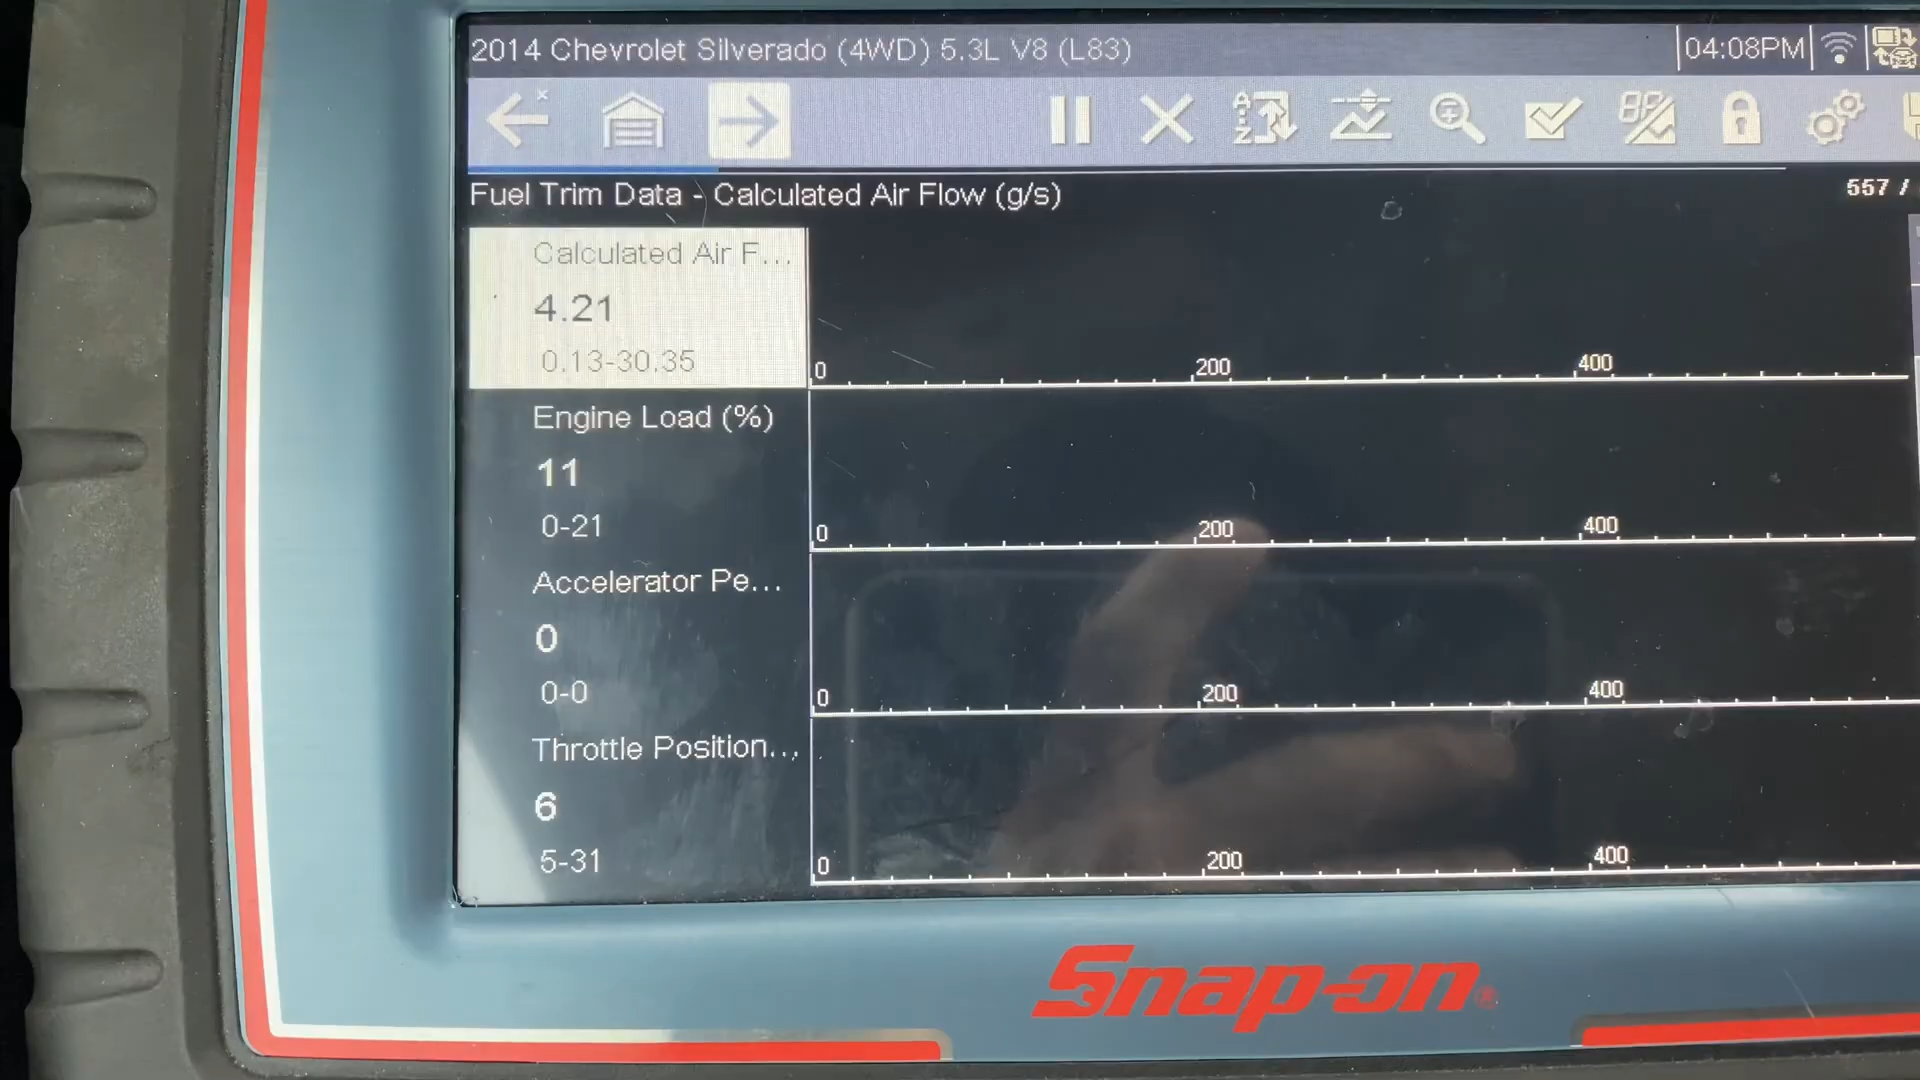 2014 Chevrolet Silverado (4WD) 5.3L V8 (L83)
04:08PM
Fuel Trim Data - Calculated Air Flow (g/s)
557 /
Calculated Air F...
4.21
0.13-30.35
0 200 400
Engine Load (%)
11
0-21
0 200 400
Accelerator Pe...
0
0-0
0 200 400
Throttle Position...
6
5-31
0 200 400
Snap-on